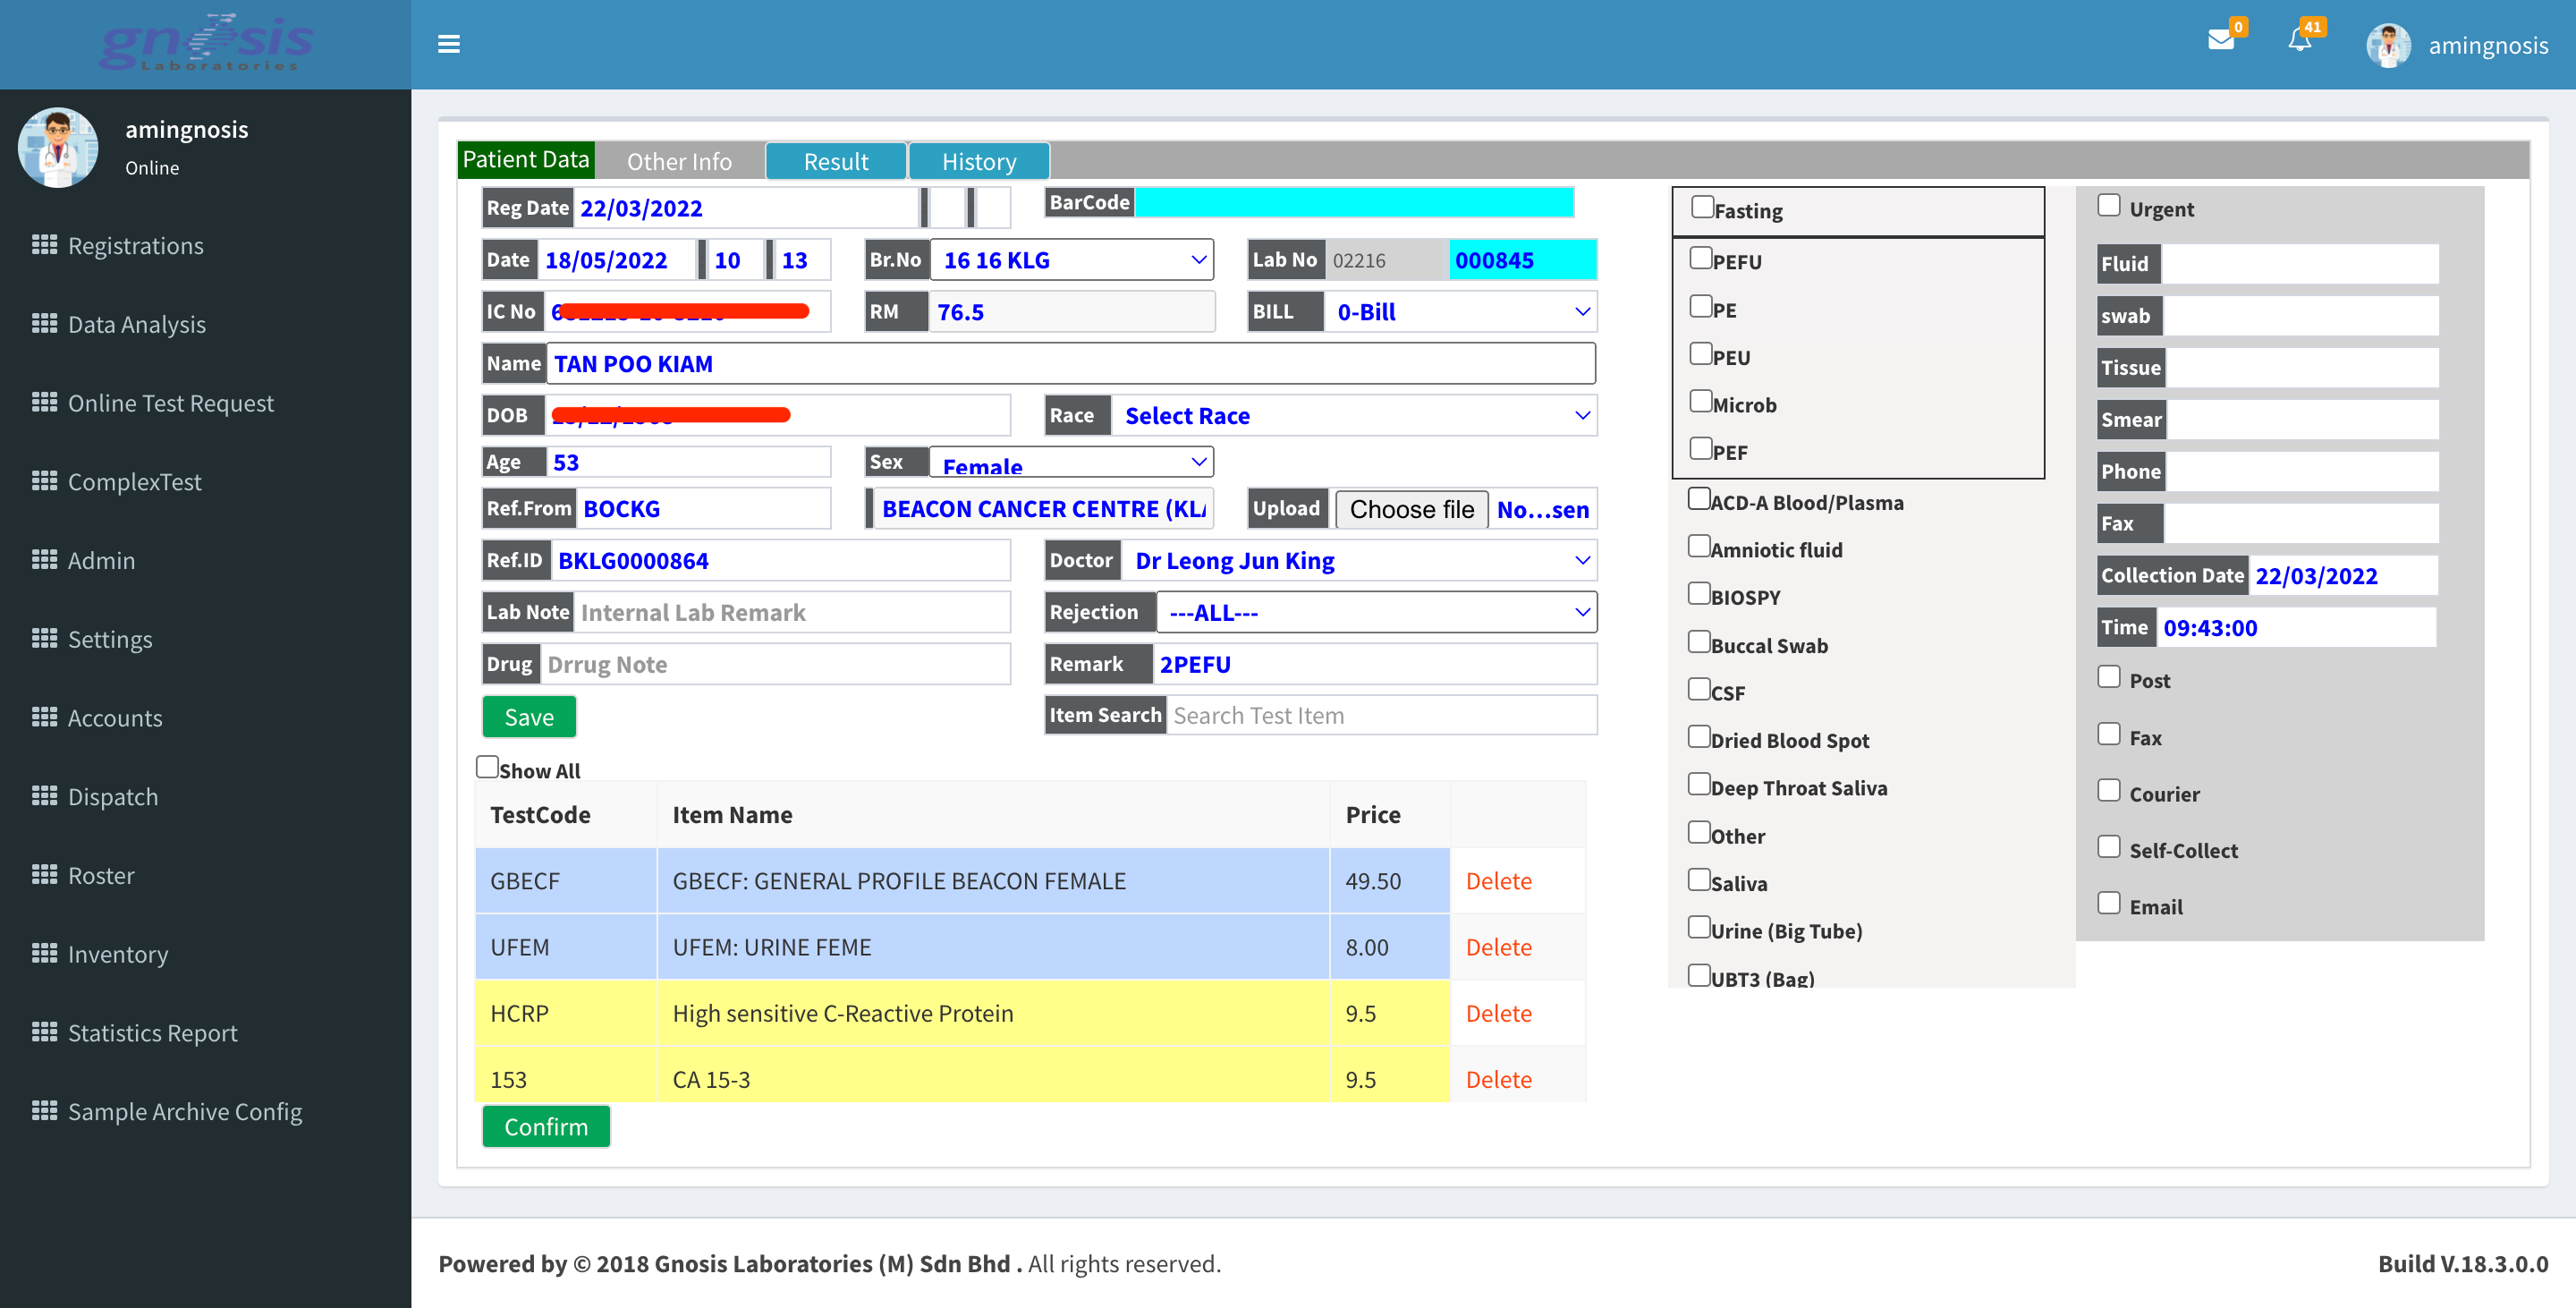 gnosis
Laboratories
0
41
amingnosis
amingnosis
Online
Registrations
Data Analysis
Online Test Request
ComplexTest
Admin
Settings
Accounts
Dispatch
Roster
Inventory
Statistics Report
Sample Archive Config
Patient Data Other Info Result History
Reg Date 22/03/2022 BarCode
Date 18/05/2022 10 13 Br.No 16 16 KLG Lab No 02216 000845
IC No RM 76.5 BILL 0-Bill
Name TAN POO KIAM
DOB Race Select Race
Age 53 Sex Female
Ref.From BOCKG BEACON CANCER CENTRE (KLA Upload Choose file No...sen
Ref.ID BKLG0000864 Doctor Dr Leong Jun King
Lab Note Internal Lab Remark Rejection ---ALL---
Drug Drrug Note Remark 2PEFU
Save Item Search Search Test Item
Show All
TestCode Item Name Price
GBECF GBECF: GENERAL PROFILE BEACON FEMALE 49.50 Delete
UFEM UFEM: URINE FEME 8.00 Delete
HCRP High sensitive C-Reactive Protein 9.5 Delete
153 CA 15-3 9.5 Delete
Confirm
Fasting
PEFU
PE
PEU
Microb
PEF
ACD-A Blood/Plasma
Amniotic fluid
BIOSPY
Buccal Swab
CSF
Dried Blood Spot
Deep Throat Saliva
Other
Saliva
Urine (Big Tube)
UBT3 (Bag)
Urgent
Fluid
swab
Tissue
Smear
Phone
Fax
Collection Date 22/03/2022
Time 09:43:00
Post
Fax
Courier
Self-Collect
Email
Powered by © 2018 Gnosis Laboratories (M) Sdn Bhd . All rights reserved.
Build V.18.3.0.0